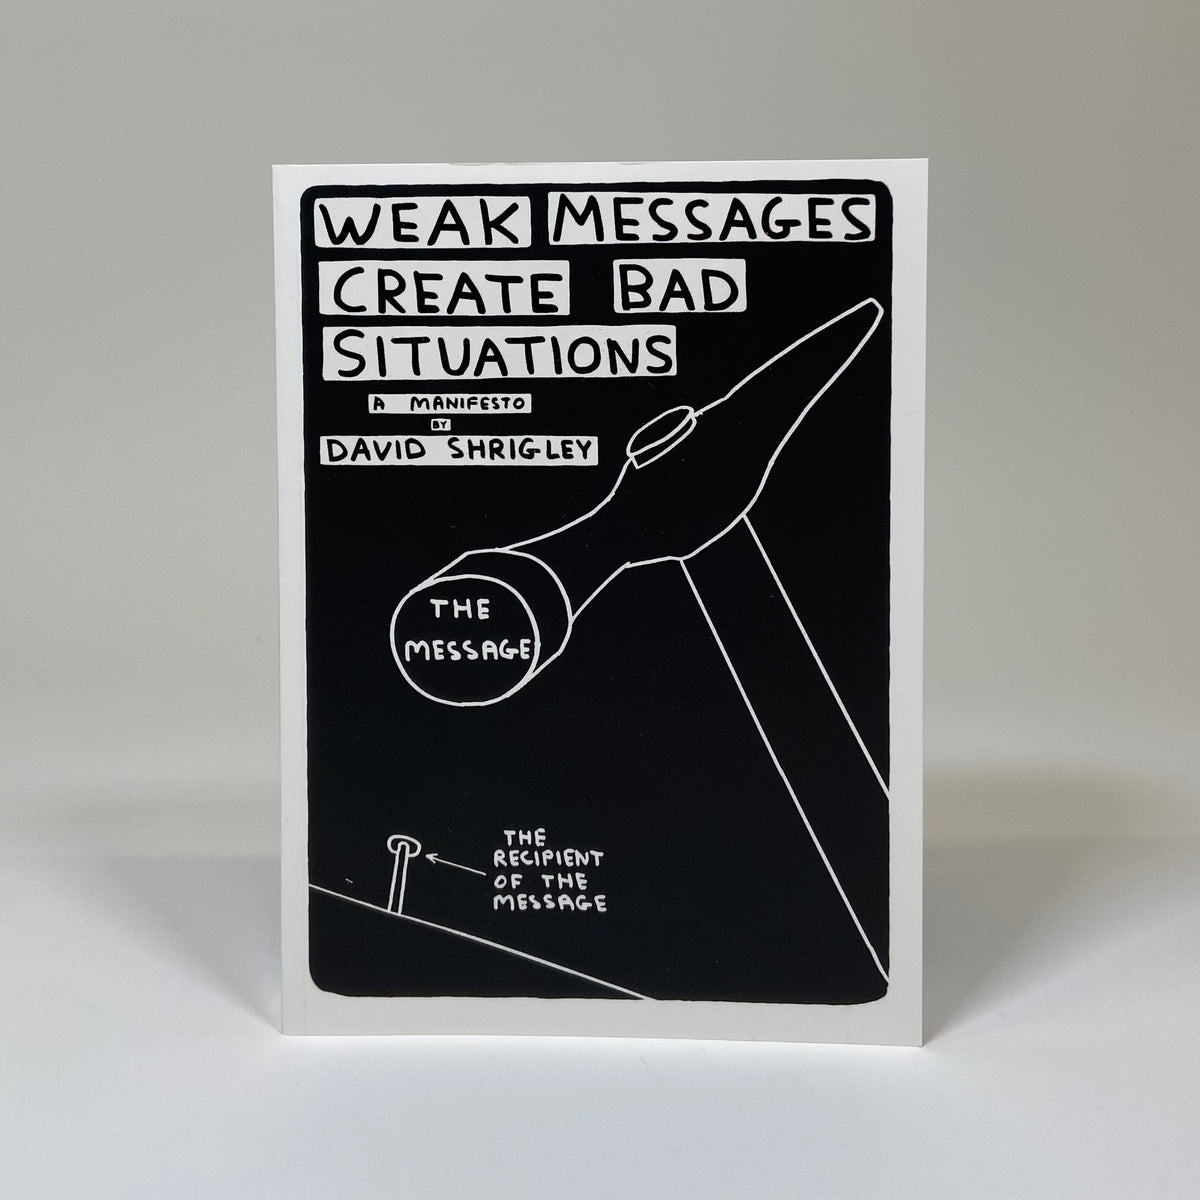 WEAK MESSAGES
CREATE BAD
SITUATIONS
A MANIFESTO
BY
DAVID SHRIGLEY
THE
MESSAGE
THE
RECIPIENT
OF THE
MESSAGE